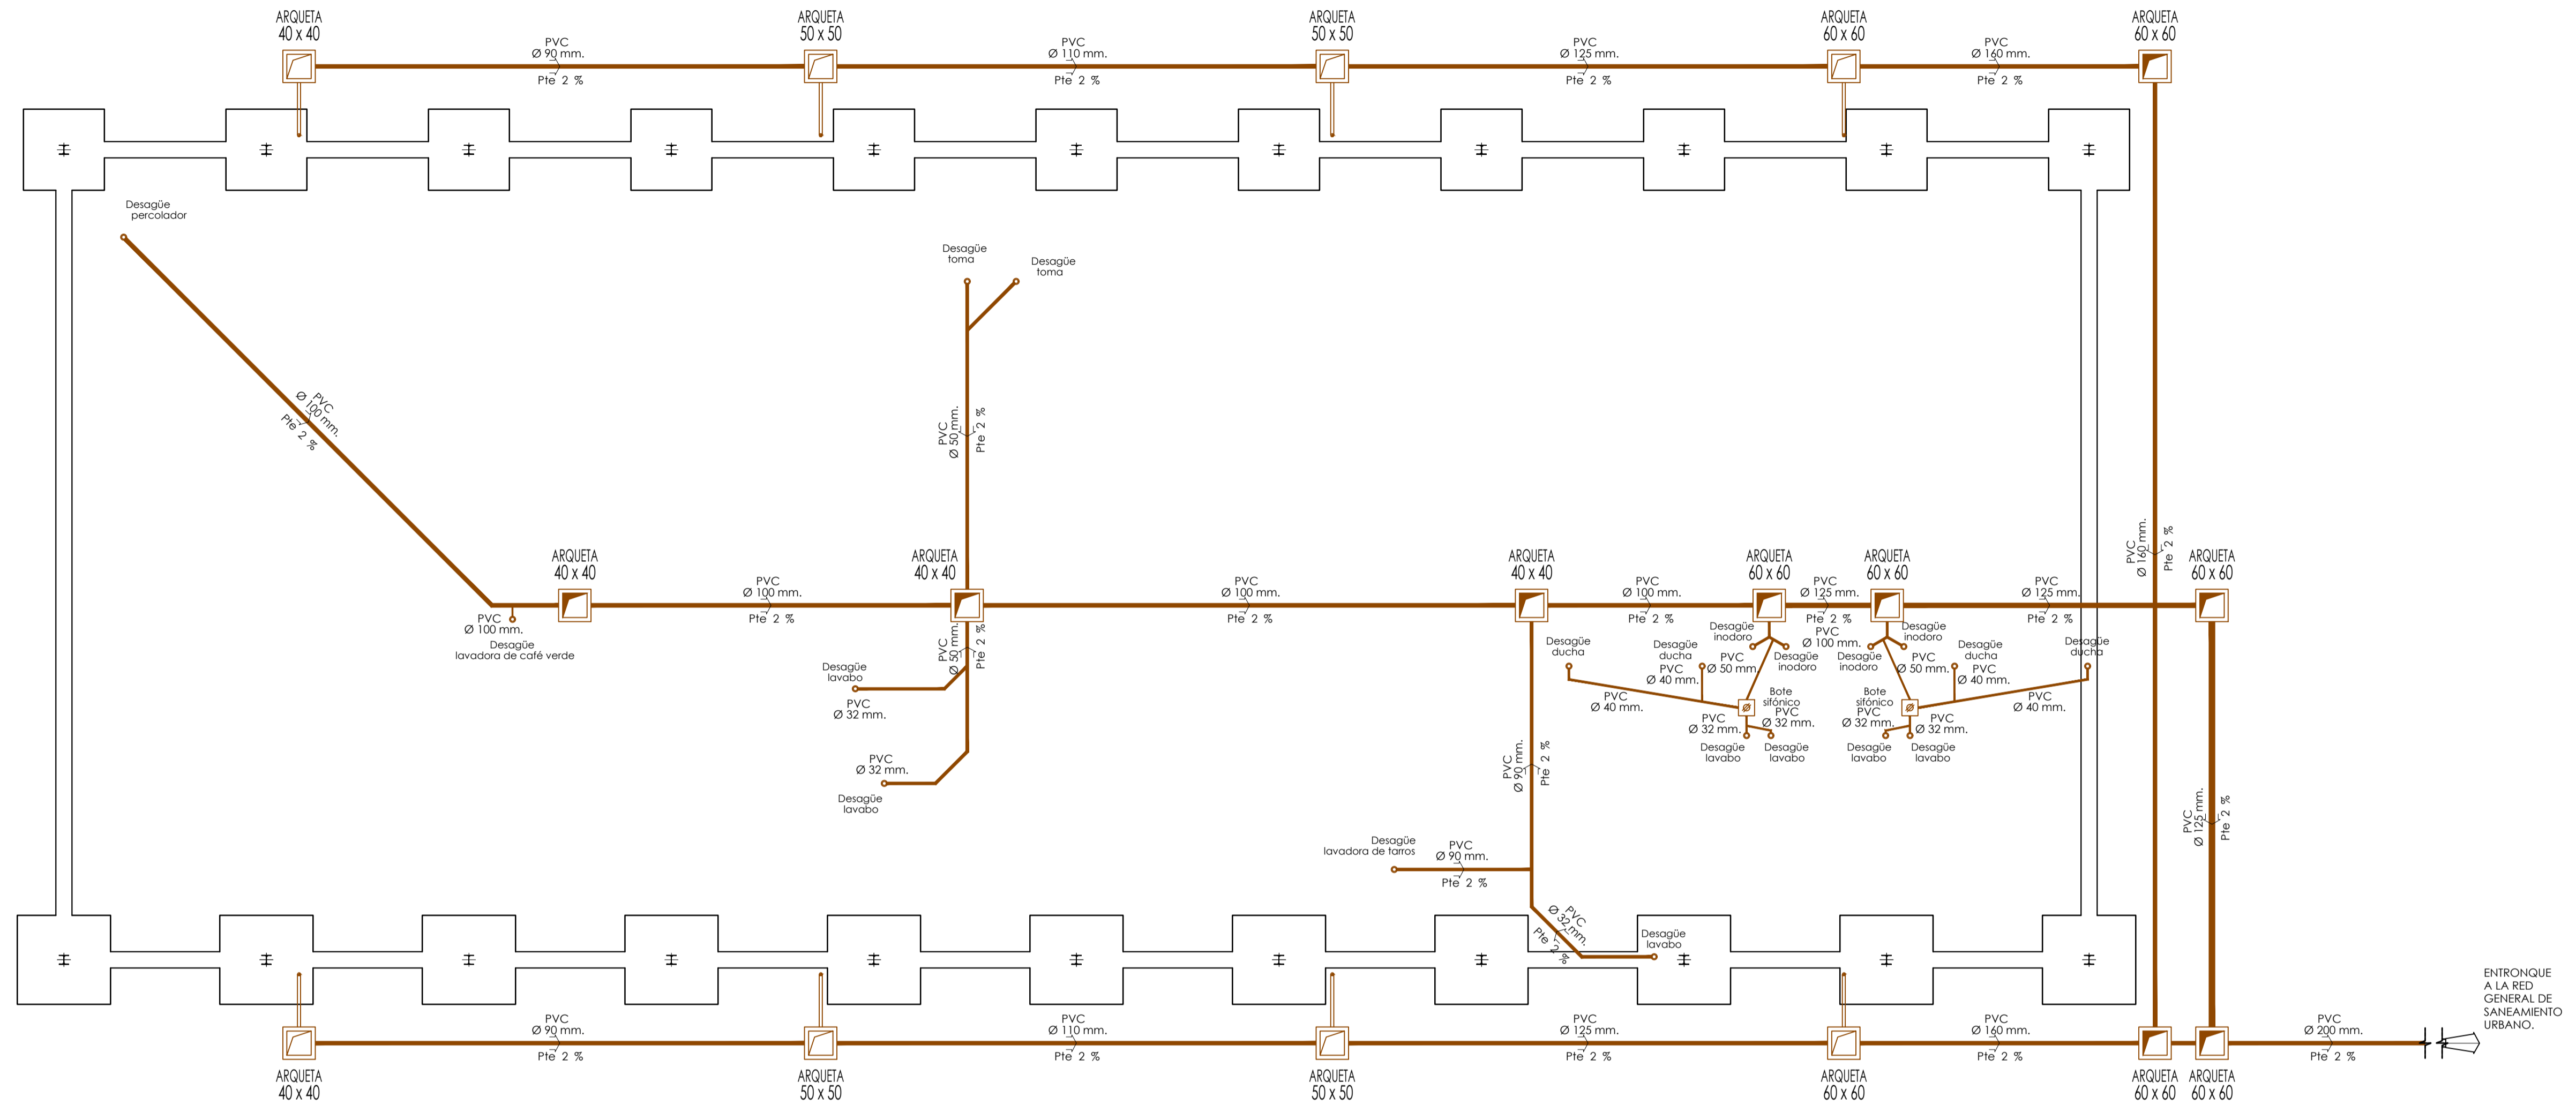 ARQUETA
40 x 40
ARQUETA
50 x 50
ARQUETA
50 x 50
ARQUETA
60 x 60
ARQUETA
60 x 60
PVC
Ø 90 mm.
Pte 2 %
PVC
Ø 110 mm.
Pte 2 %
PVC
Ø 125 mm.
Pte 2 %
PVC
Ø 160 mm.
Pte 2 %
Desagüe
percolador
Desagüe
toma
Desagüe
toma
PVC
Ø 100 mm.
Pte 2 %
PVC
Ø 50 mm.
Pte 2 %
PVC
Ø 160 mm.
Pte 2 %
ARQUETA
40 x 40
ARQUETA
40 x 40
ARQUETA
40 x 40
ARQUETA
60 x 60
ARQUETA
60 x 60
ARQUETA
60 x 60
PVC
Ø 100 mm.
Pte 2 %
PVC
Ø 100 mm.
Pte 2 %
PVC
Ø 100 mm.
Pte 2 %
PVC
Ø 125 mm.
Pte 2 %
PVC
Ø 125 mm.
Pte 2 %
PVC
Ø 100 mm.
Desagüe
lavadora de café verde
PVC
Ø 50 mm.
Pte 2 %
Desagüe
lavabo
PVC
Ø 32 mm.
PVC
Ø 32 mm.
Desagüe
lavabo
Desagüe
ducha
Desagüe
ducha
Desagüe
inodoro
Desagüe
inodoro
PVC
Ø 100 mm.
Desagüe
inodoro
Desagüe
inodoro
Desagüe
ducha
Desagüe
ducha
PVC
Ø 40 mm.
PVC
Ø 40 mm.
PVC
Ø 50 mm.
PVC
Ø 50 mm.
PVC
Ø 40 mm.
PVC
Ø 40 mm.
Bote
sifónico
Bote
sifónico
PVC
Ø 32 mm.
PVC
Ø 32 mm.
PVC
Ø 32 mm.
PVC
Ø 32 mm.
Desagüe
lavabo
Desagüe
lavabo
Desagüe
lavabo
Desagüe
lavabo
PVC
Ø 90 mm.
Pte 2 %
PVC
Ø 125 mm.
Pte 2 %
Desagüe
lavadora de tarros
PVC
Ø 90 mm.
Pte 2 %
PVC
Ø 32 mm.
Pte 2 %
Desagüe
lavabo
PVC
Ø 90 mm.
Pte 2 %
PVC
Ø 110 mm.
Pte 2 %
PVC
Ø 125 mm.
Pte 2 %
PVC
Ø 160 mm.
Pte 2 %
PVC
Ø 200 mm.
Pte 2 %
ENTRONQUE
A LA RED
GENERAL DE
SANEAMIENTO
URBANO.
ARQUETA
40 x 40
ARQUETA
50 x 50
ARQUETA
50 x 50
ARQUETA
60 x 60
ARQUETA
60 x 60
ARQUETA
60 x 60